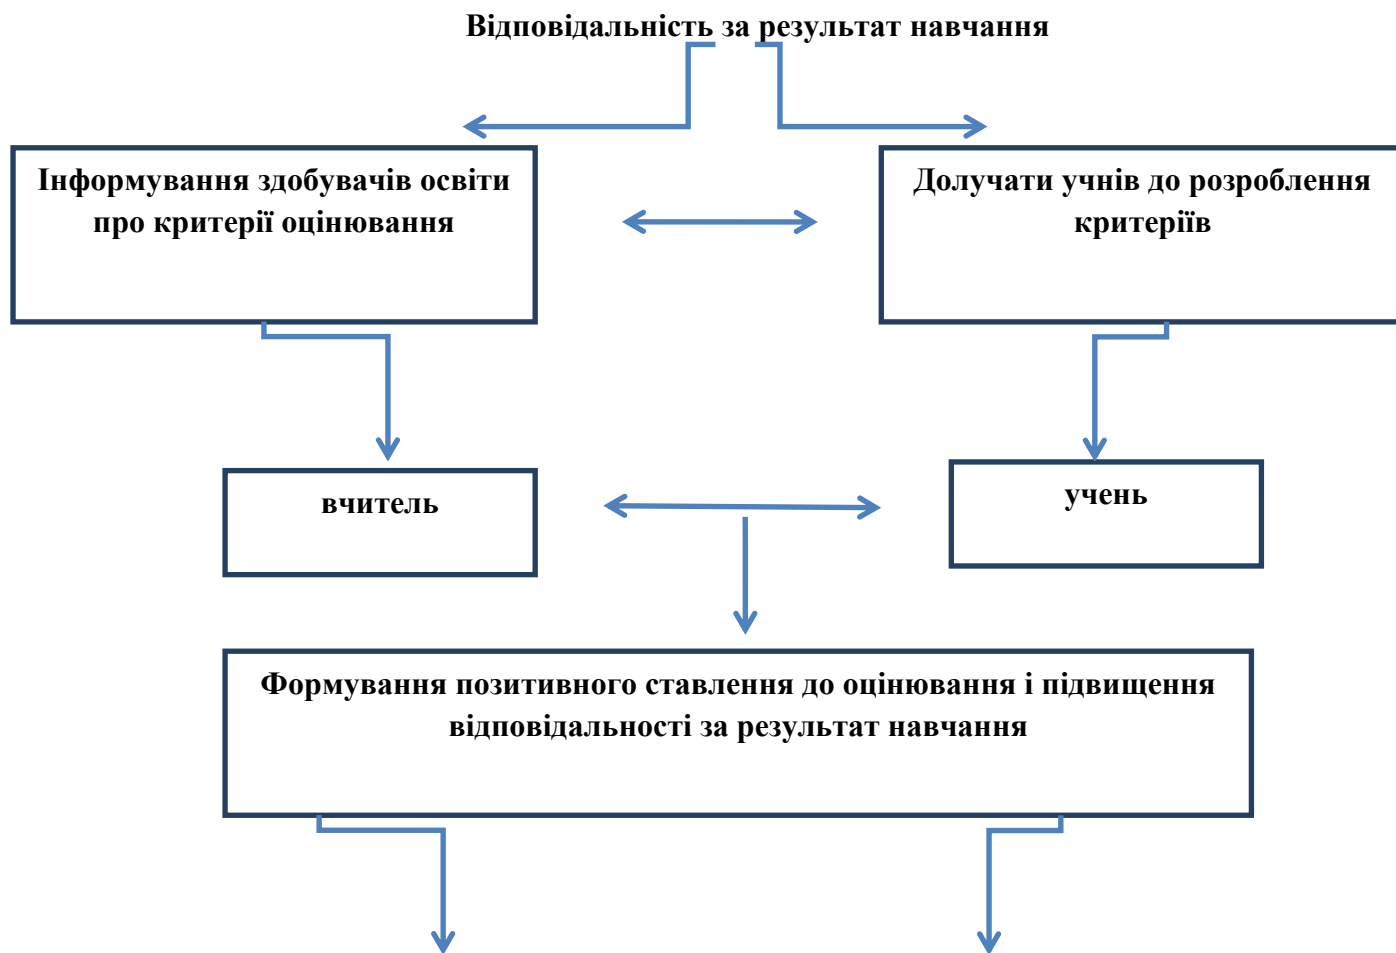 Відповідальність за результат навчання
Інформування здобувачів освіти
про критерії оцінювання
Долучати учнів до розроблення
критеріїв
вчитель
учень
Формування позитивного ставлення до оцінювання і підвищення
відповідальності за результат навчання